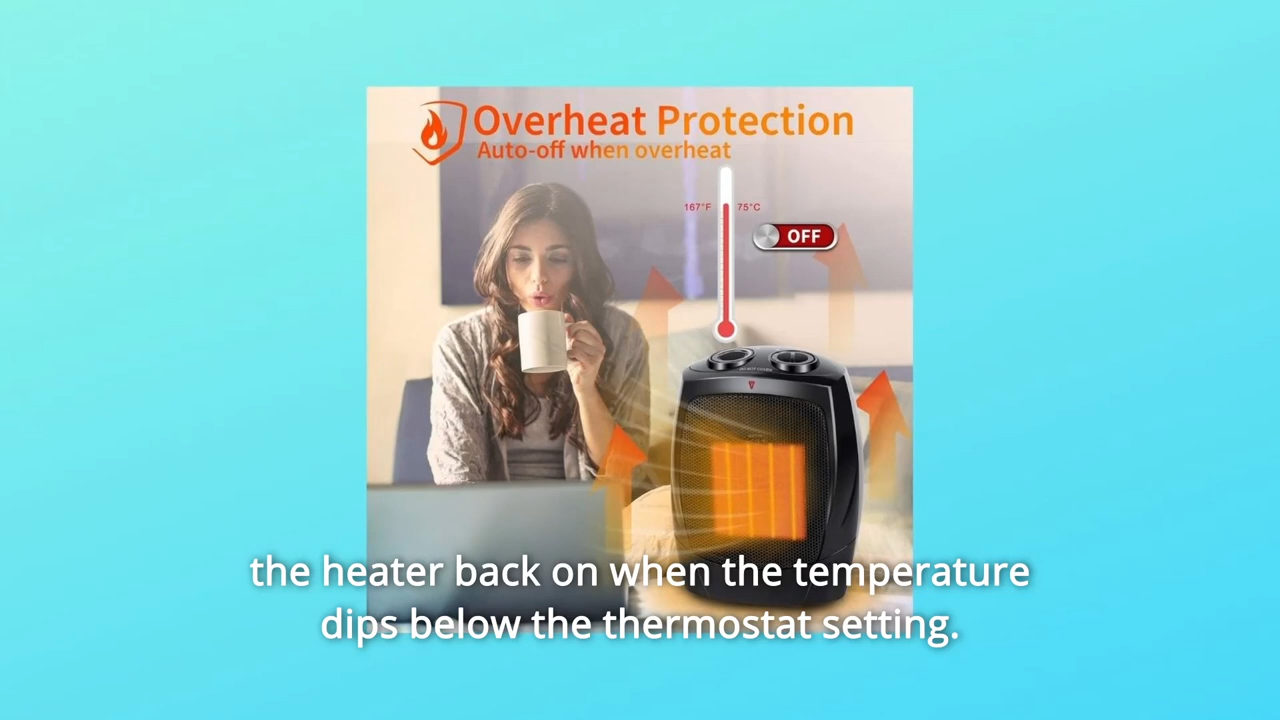 Overheat Protection
Auto-off when overheat
167°F 75°C
OFF
the heater back on when the temperature
dips below the thermostat setting.